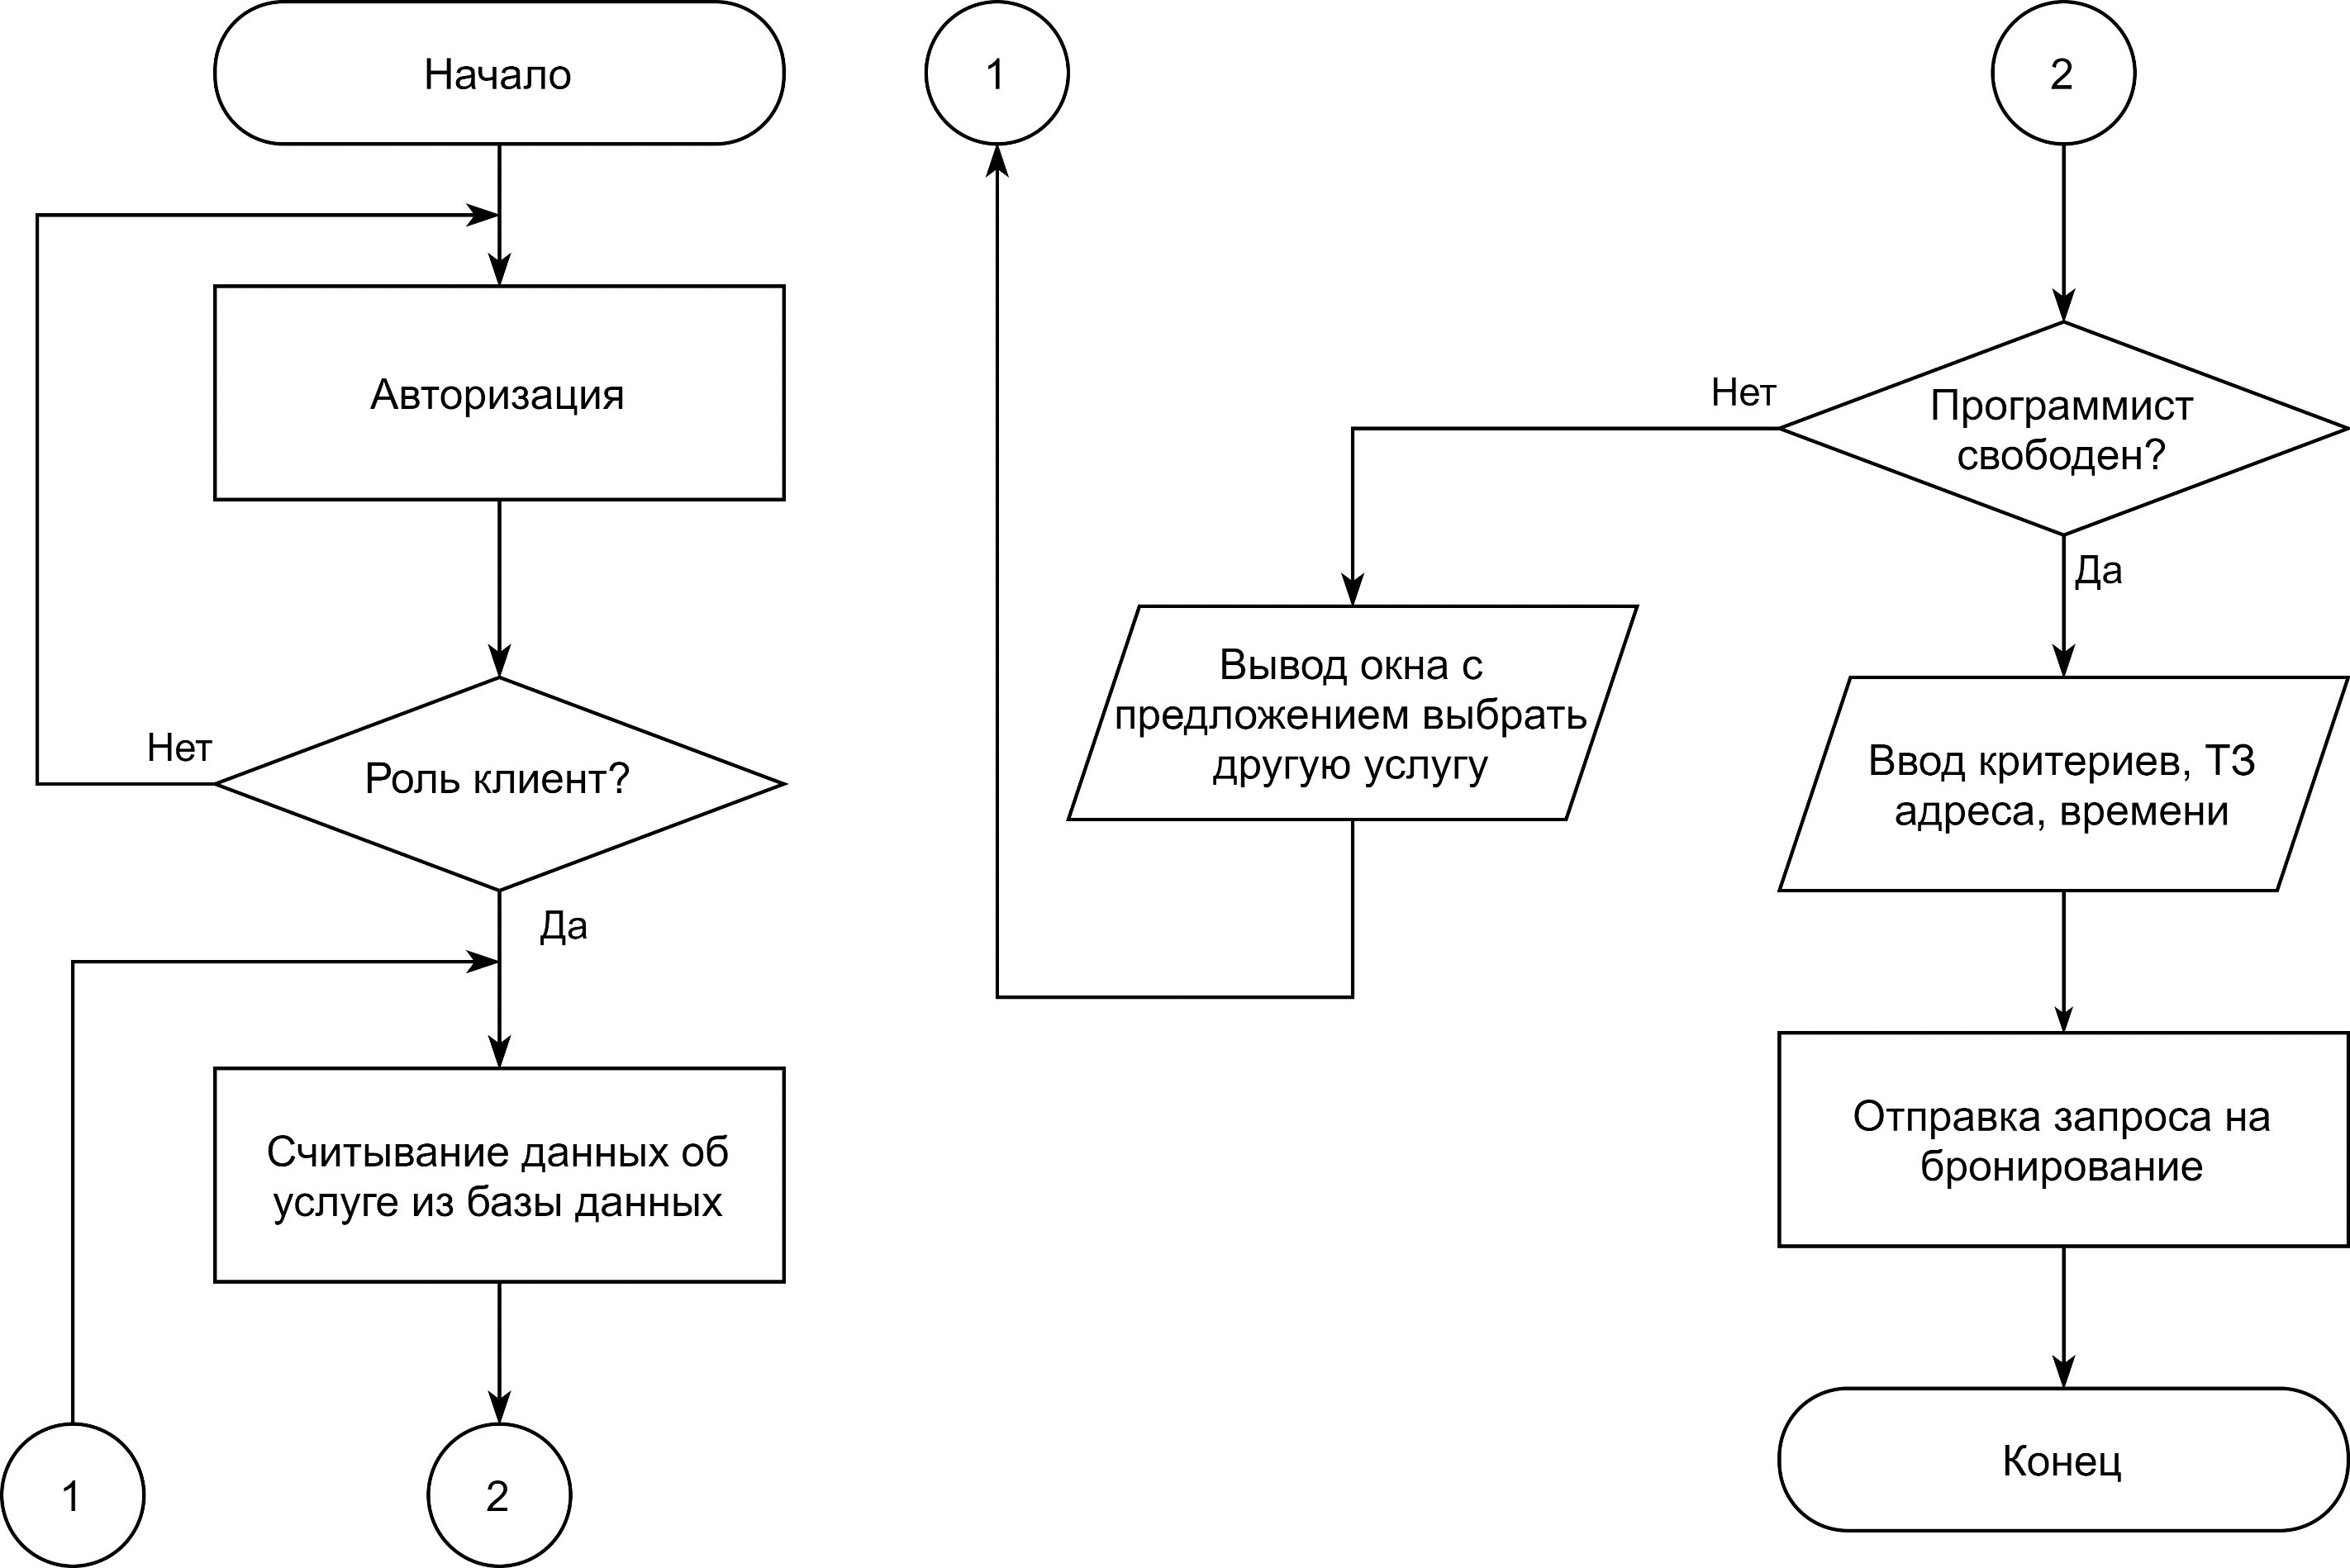 Начало
Авторизация
Роль клиент?
Нет
Да
Считывание данных об
услуге из базы данных
1
2
1
2
Программист
свободен?
Нет
Да
Вывод окна с
предложением выбрать
другую услугу
Ввод критериев, ТЗ
адреса, времени
Отправка запроса на
бронирование
Конец